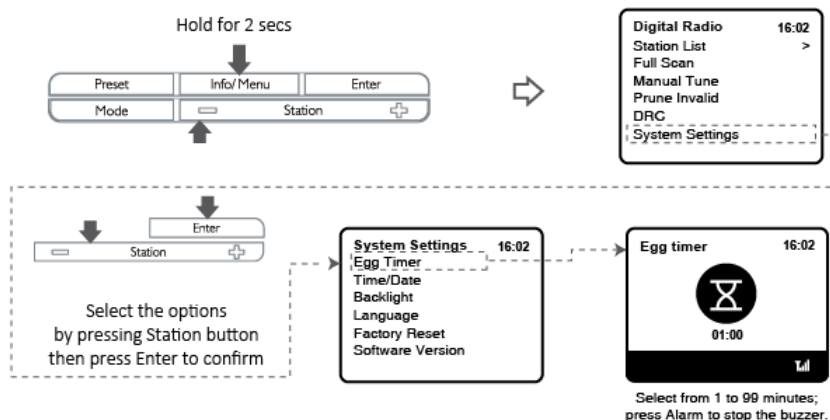 Hold for 2 secs
Preset Info/Menu Enter
Mode Station
Digital Radio 16:02
Station List >
Full Scan
Manual Tune
Prune Invalid
DRC
System Settings
Enter
Station
Select the options
by pressing Station button
then press Enter to confirm
System Settings 16:02
Egg Timer
Time/Date
Backlight
Language
Factory Reset
Software Version
Egg timer 16:02
01:00
Select from 1 to 99 minutes;
press Alarm to stop the buzzer.